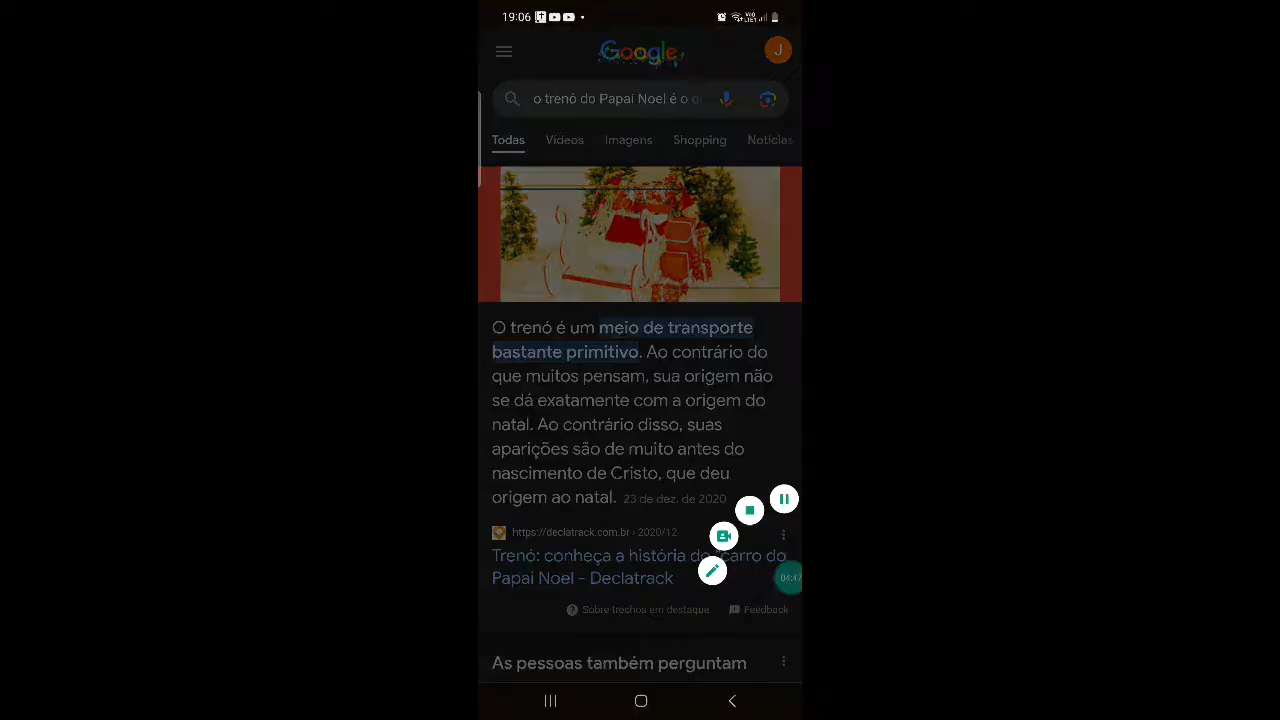 19:06
Google
J
o trenó do Papai Noel é o
Todas Vídeos Imagens Shopping Notícias
O trenó é um meio de transporte
bastante primitivo. Ao contrário do
que muitos pensam, sua origem não
se dá exatamente com a origem do
natal. Ao contrário disso, suas
aparições são de muito antes do
nascimento de Cristo, que deu
origem ao natal. 23 de dez. de 2020
https://declatrack.com.br › 2020/12
Trenó: conheça a história do "carro do
Papai Noel - Declatrack
04:47
Sobre trechos em destaque Feedback
As pessoas também perguntam